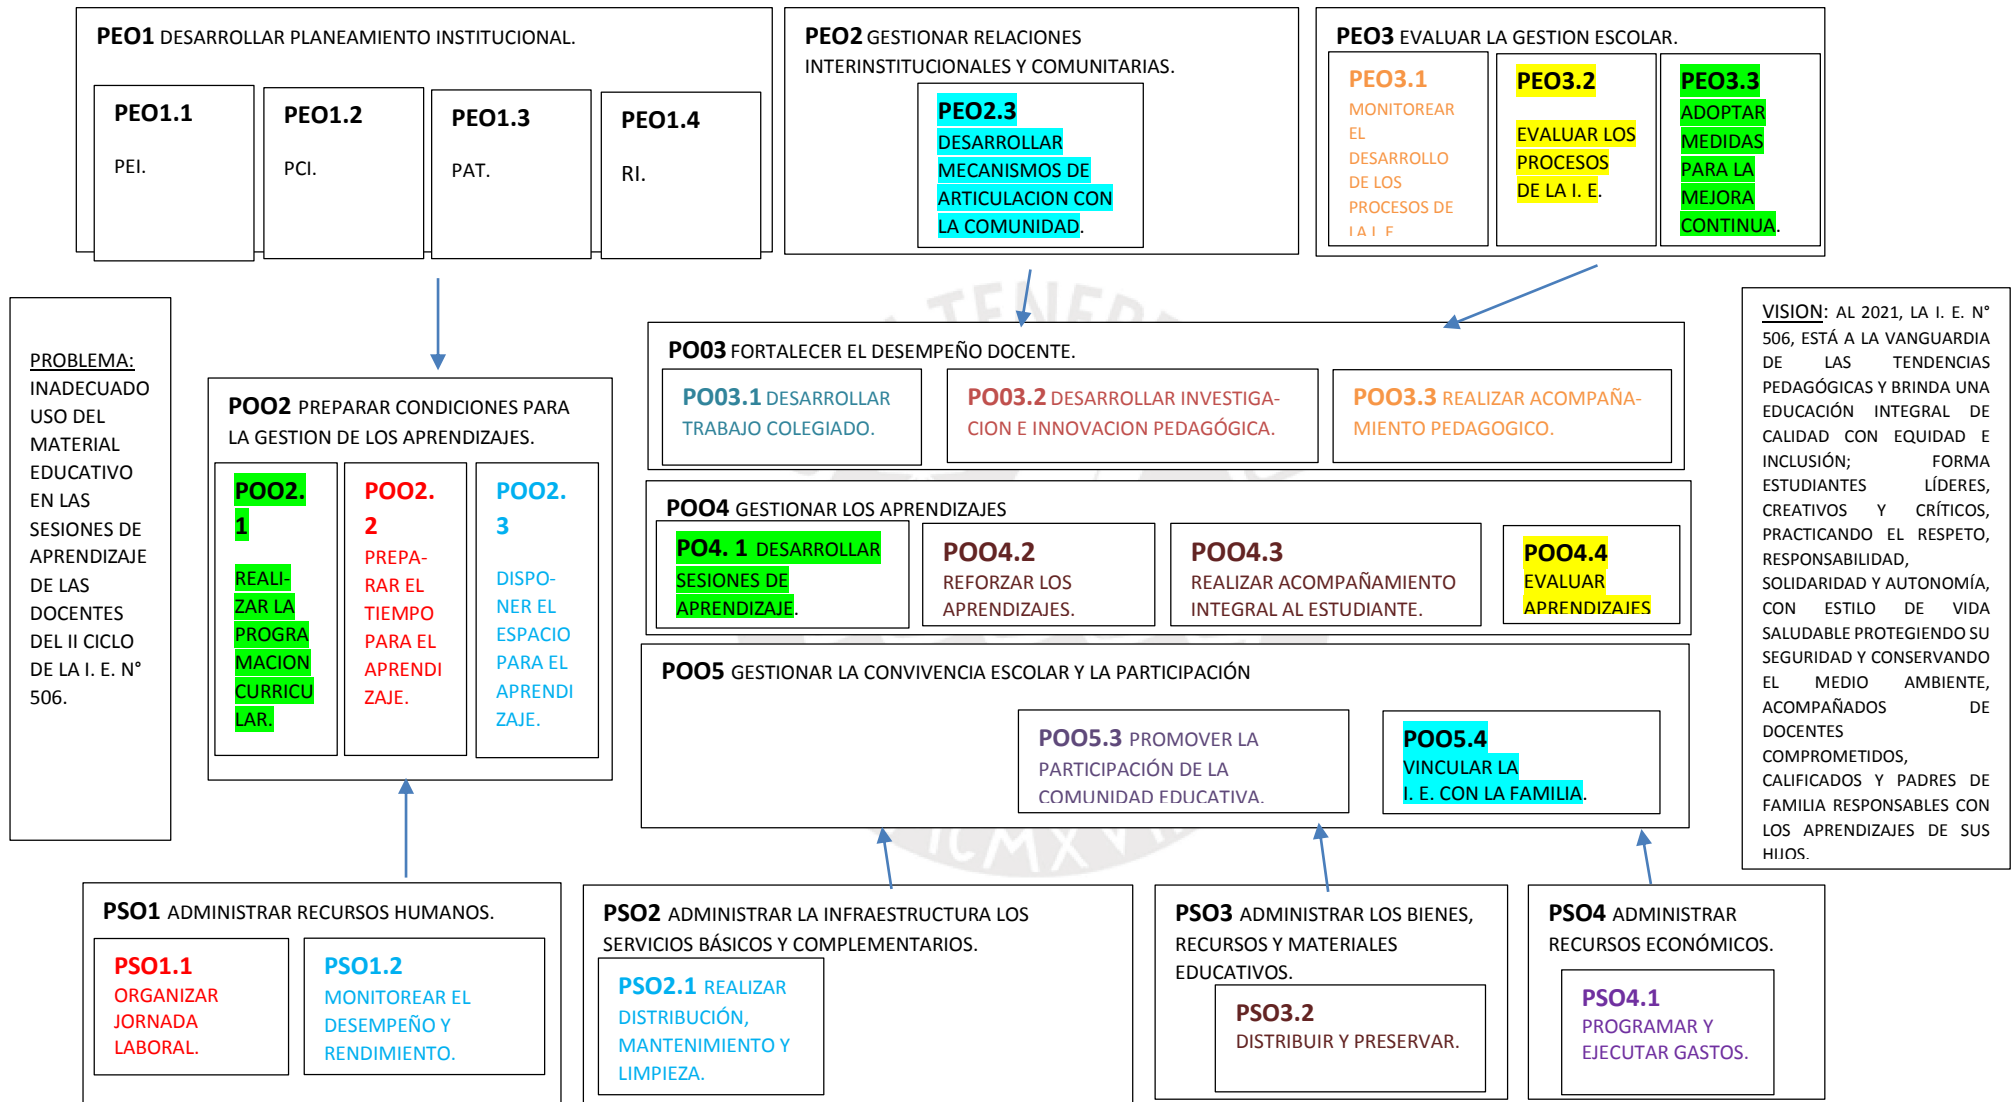 PEO1 DESARROLLAR PLANEAMIENTO INSTITUCIONAL.
PEO1.1
PEI.
PEO1.2
PCI.
PEO1.3
PAT.
PEO1.4
RI.
PEO2 GESTIONAR RELACIONES
INTERINSTITUCIONALES Y COMUNITARIAS.
PEO2.3
DESARROLLAR
MECANISMOS DE
ARTICULACION CON
LA COMUNIDAD.
PEO3 EVALUAR LA GESTION ESCOLAR.
PEO3.1
MONITOREAR
EL
DESARROLLO
DE LOS
PROCESOS DE
LA I. E
PEO3.2
EVALUAR LOS
PROCESOS
DE LA I. E.
PEO3.3
ADOPTAR
MEDIDAS
PARA LA
MEJORA
CONTINUA.
PROBLEMA:
INADECUADO
USO DEL
MATERIAL
EDUCATIVO
EN LAS
SESIONES DE
APRENDIZAJE
DE LAS
DOCENTES
DEL II CICLO
DE LA I. E. N°
506.
POO2 PREPARAR CONDICIONES PARA
LA GESTION DE LOS APRENDIZAJES.
POO2.
1
REALI-
ZAR LA
PROGRA
MACION
CURRICU
LAR.
POO2.
2
PREPA-
RAR EL
TIEMPO
PARA EL
APRENDI
ZAJE.
POO2.
3
DISPO-
NER EL
ESPACIO
PARA EL
APRENDI
ZAJE.
TENER
PO03 FORTALECER EL DESEMPEÑO DOCENTE.
PO03.1 DESARROLLAR
TRABAJO COLEGIADO.
PO03.2 DESARROLLAR INVESTIGA-
CION E INNOVACION PEDAGÓGICA.
POO3.3 REALIZAR ACOMPAÑA-
MIENTO PEDAGOGICO.
POO4 GESTIONAR LOS APRENDIZAJES
PO4. 1 DESARROLLAR
SESIONES DE
APRENDIZAJE.
POO4.2
REFORZAR LOS
APRENDIZAJES.
POO4.3
REALIZAR ACOMPAÑAMIENTO
INTEGRAL AL ESTUDIANTE.
POO4.4
EVALUAR
APRENDIZAJES
POO5 GESTIONAR LA CONVIVENCIA ESCOLAR Y LA PARTICIPACIÓN
POO5.3 PROMOVER LA
PARTICIPACIÓN DE LA
COMUNIDAD EDUCATIVA.
POO5.4
VINCULAR LA
I. E. CON LA FAMILIA.
MCMXVII
VISION: AL 2021, LA I. E. N°
506, ESTÁ A LA VANGUARDIA
DE LAS TENDENCIAS
PEDAGÓGICAS Y BRINDA UNA
EDUCACIÓN INTEGRAL DE
CALIDAD CON EQUIDAD E
INCLUSIÓN; FORMA
ESTUDIANTES LÍDERES,
CREATIVOS Y CRÍTICOS,
PRACTICANDO EL RESPETO,
RESPONSABILIDAD,
SOLIDARIDAD Y AUTONOMÍA,
CON ESTILO DE VIDA
SALUDABLE PROTEGIENDO SU
SEGURIDAD Y CONSERVANDO
EL MEDIO AMBIENTE,
ACOMPAÑADOS DE
DOCENTES
COMPROMETIDOS,
CALIFICADOS Y PADRES DE
FAMILIA RESPONSABLES CON
LOS APRENDIZAJES DE SUS
HIJOS.
PSO1 ADMINISTRAR RECURSOS HUMANOS.
PSO1.1
ORGANIZAR
JORNADA
LABORAL.
PSO1.2
MONITOREAR EL
DESEMPEÑO Y
RENDIMIENTO.
PSO2 ADMINISTRAR LA INFRAESTRUCTURA LOS
SERVICIOS BÁSICOS Y COMPLEMENTARIOS.
PSO2.1 REALIZAR
DISTRIBUCIÓN,
MANTENIMIENTO Y
LIMPIEZA.
PSO3 ADMINISTRAR LOS BIENES,
RECURSOS Y MATERIALES
EDUCATIVOS.
PSO3.2
DISTRIBUIR Y PRESERVAR.
PSO4 ADMINISTRAR
RECURSOS ECONÓMICOS.
PSO4.1
PROGRAMAR Y
EJECUTAR GASTOS.